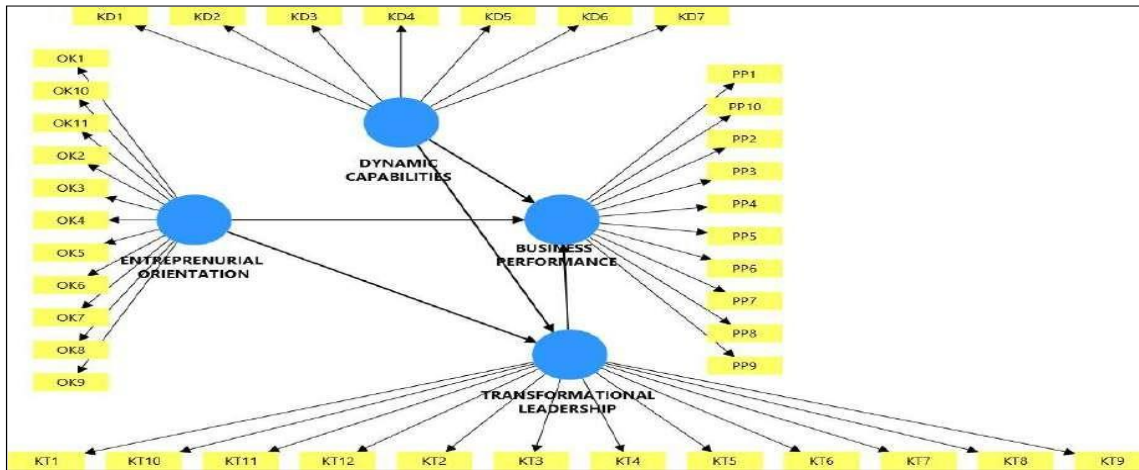 KD1 KD2 KD3 KD4 KD5 KD6 KD7
OK1
OK10
OK11
OK2
OK3
OK4
OK5
OK6
OK7
OK8
OK9
DYNAMIC
CAPABILITIES
ENTREPRENURIAL
ORIENTATION
BUSINESS
PERFORMANCE
PP1
PP10
PP2
PP3
PP4
PP5
PP6
PP7
PP8
PP9
TRANSFORMATIONAL
LEADERSHIP
KT1 KT10 KT11 KT12 KT2 KT3 KT4 KT5 KT6 KT7 KT8 KT9